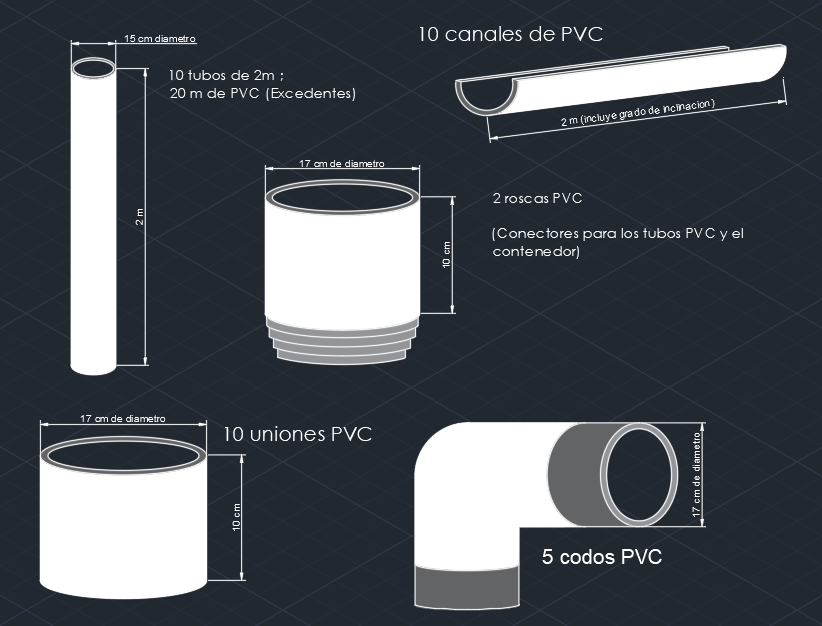 15 cm diametro
10 tubos de 2m ;
20 m de PVC (Excedentes)
2 m
10 canales de PVC
2 m (incluye grado de inclinacion)
17 cm de diametro
10 cm
2 roscas PVC
(Conectores para los tubos PVC y el
contenedor)
17 cm de diametro
10 uniones PVC
10 cm
17 cm de diametro
5 codos PVC